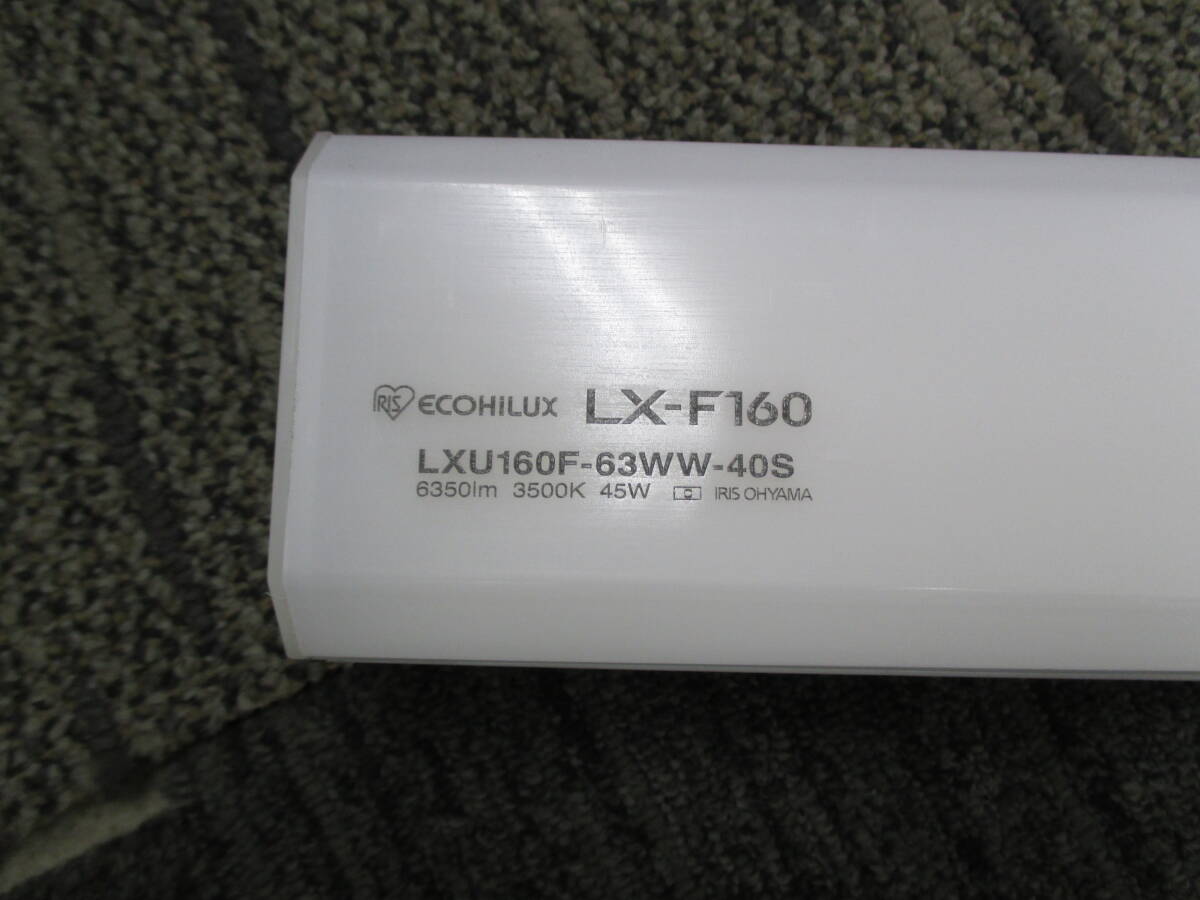 IRIS ECOHiLUX LX-F160
LXU160F-63WW-40S
6350lm 3500K 45W IRIS OHYAMA